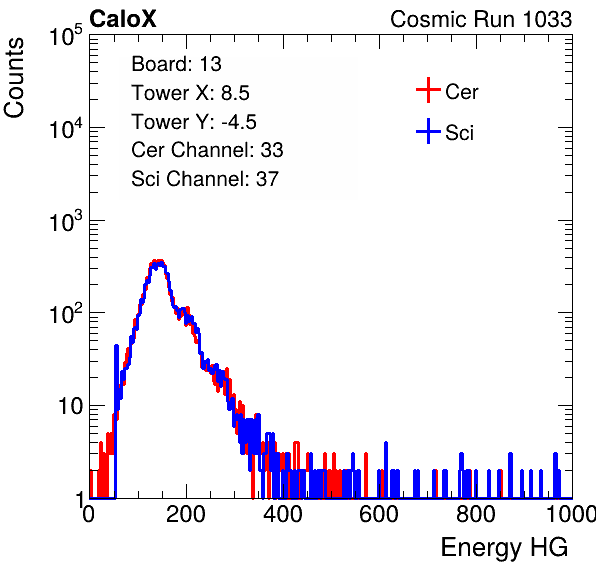 CaloX Cosmic Run 1033
Counts
10^5
10^4
10^3
10^2
10
1
Board: 13
Tower X: 8.5
Tower Y: -4.5
Cer Channel: 33
Sci Channel: 37
Cer
Sci
0 200 400 600 800 1000
Energy HG